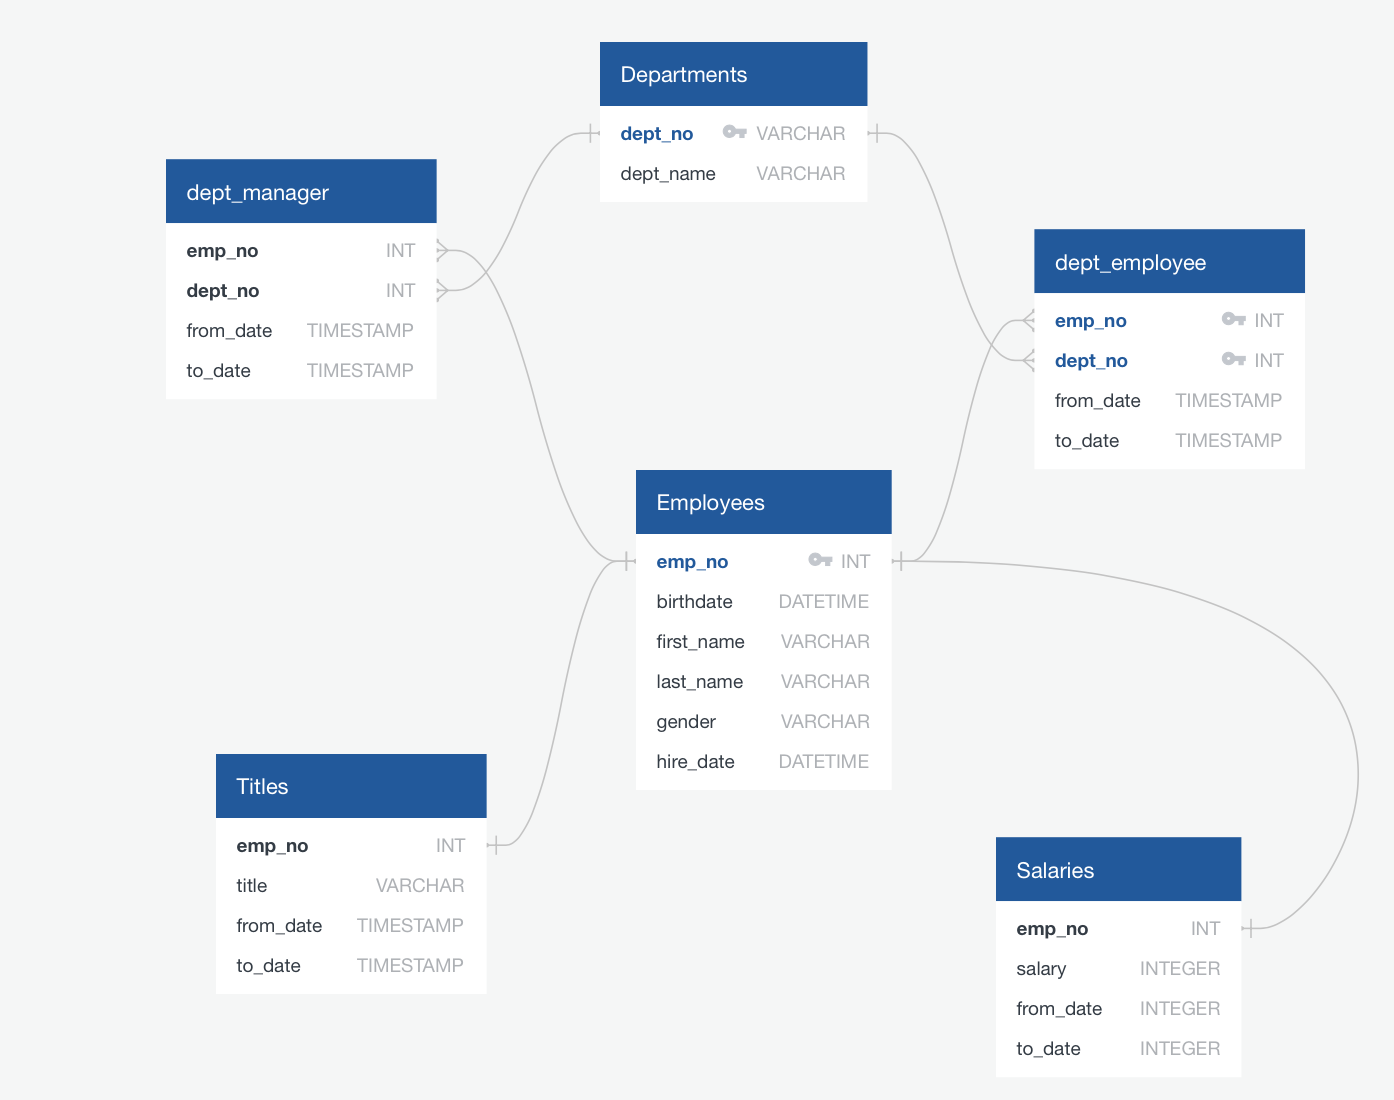 Departments
dept_no VARCHAR
dept_name VARCHAR
dept_manager
emp_no INT
dept_no INT
from_date TIMESTAMP
to_date TIMESTAMP
dept_employee
emp_no INT
dept_no INT
from_date TIMESTAMP
to_date TIMESTAMP
Employees
emp_no INT
birthdate DATETIME
first_name VARCHAR
last_name VARCHAR
gender VARCHAR
hire_date DATETIME
Titles
emp_no INT
title VARCHAR
from_date TIMESTAMP
to_date TIMESTAMP
Salaries
emp_no INT
salary INTEGER
from_date INTEGER
to_date INTEGER